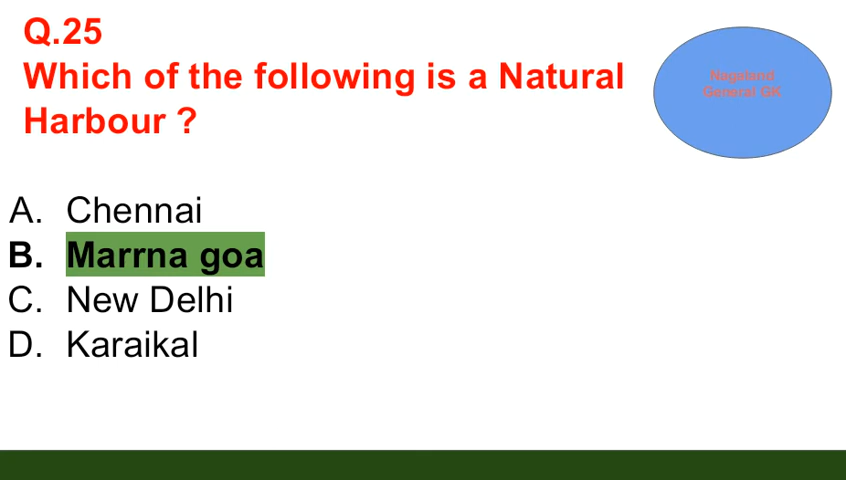 Q.25
Which of the following is a Natural
Harbour ?
Nagaland
General GK
A. Chennai
B. Marrna goa
C. New Delhi
D. Karaikal